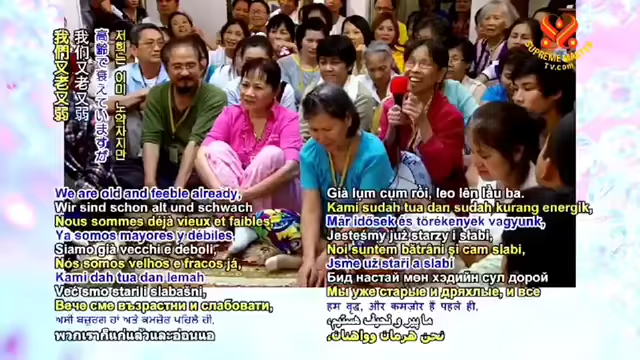 SUPREME MASTER
Tv.com
我們又老又弱
我们又老又弱
高齢で衰えていますが
저희는 이미 노약자지만
We are old and feeble already,
Wir sind schon alt und schwach
Nous sommes déjà vieux et faibles,
Ya somos mayores y débiles.
Siamo già vecchi e deboli,
Nós somos velhos e fracos já,
Kami dah tua dan lemah
Već smo stari i slabašni,
Вече сме възрастни и слабовати,
ਅਸੀ ਬਜ਼ੁਰਗ ਹਾਂ ਅਤੇ ਕਮਜ਼ੋਰ ਪਹਿਲੇ ਹੀ.
พวกเราก็แก่แล้วและอ่อนแอ
Già lụm cụm rồi, leo lên lầu ba.
Kami sudah tua dan sudah kurang energik,
Már idősek és törékenyek vagyunk,
Jesteśmy już starzy i słabi,
Noi suntem bătrâni și cam slabi,
Jsme už staří a slabí
Бид настай мөн хэдийн сул дорой
Мы уже старые и дряхлые, и все
हम वृद्ध, और कमज़ोर हैं पहले ही.
ما پیر و نحیف هستیم،
نحن هرمان وواهنان،